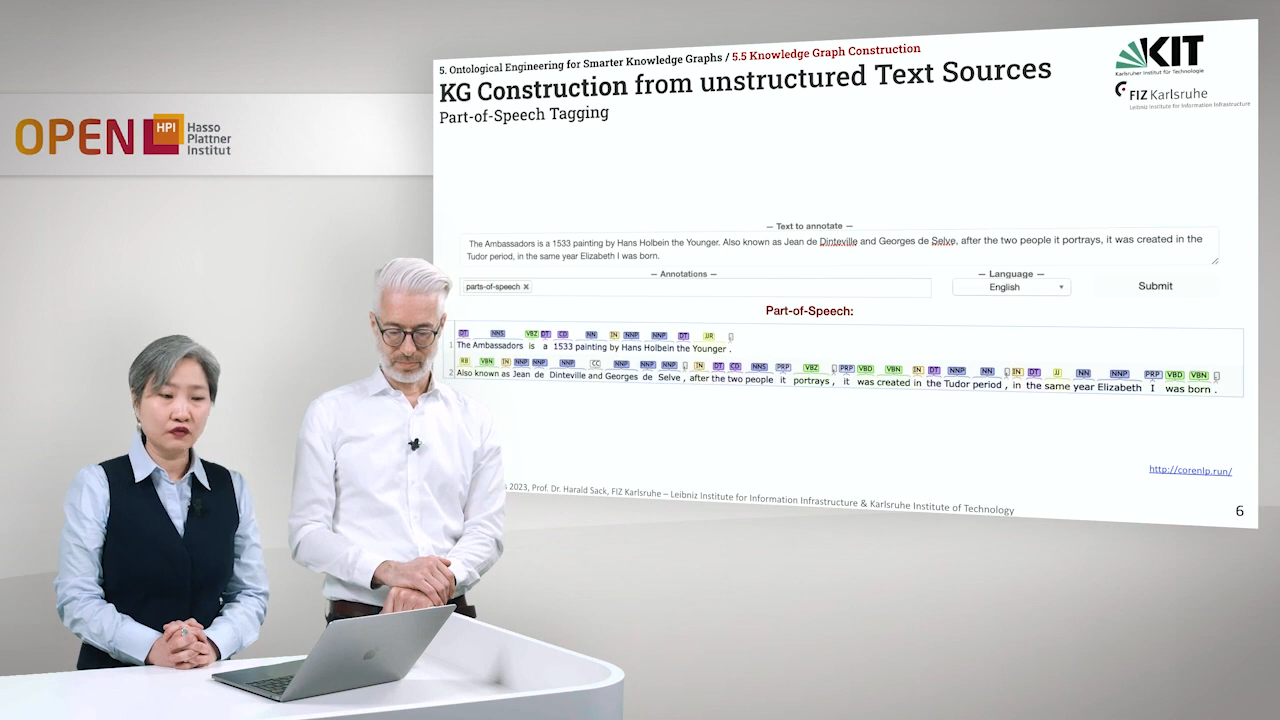 OPEN HPI Hasso
Plattner
Institut
5. Ontological Engineering for Smarter Knowledge Graphs / 5.5 Knowledge Graph Construction
KG Construction from unstructured Text Sources
Part-of-Speech Tagging
KIT
Karlsruher Institut für Technologie
FIZ Karlsruhe
Leibniz Institute for Information Infrastructure
— Text to annotate —
The Ambassadors is a 1533 painting by Hans Holbein the Younger. Also known as Jean de Dinteville and Georges de Selve, after the two people it portrays, it was created in the
Tudor period, in the same year Elizabeth I was born.
— Annotations —
— Language —
parts-of-speech ×
English
Submit
Part-of-Speech:
DT NNS VBZ DT CD NN IN NNP NNP DT JJR .
1 The Ambassadors is a 1533 painting by Hans Holbein the Younger .
RB VBN IN NNP NNP NNP CC NNP NNP NNP , IN DT CD NNS PRP VBZ , PRP VBD VBN IN DT NNP NN , IN DT JJ NN NNP PRP VBD VBN .
2 Also known as Jean de Dinteville and Georges de Selve , after the two people it portrays , it was created in the Tudor period , in the same year Elizabeth I was born .
http://corenlp.run/
s 2023, Prof. Dr. Harald Sack, FIZ Karlsruhe – Leibniz Institute for Information Infrastructure & Karlsruhe Institute of Technology
6